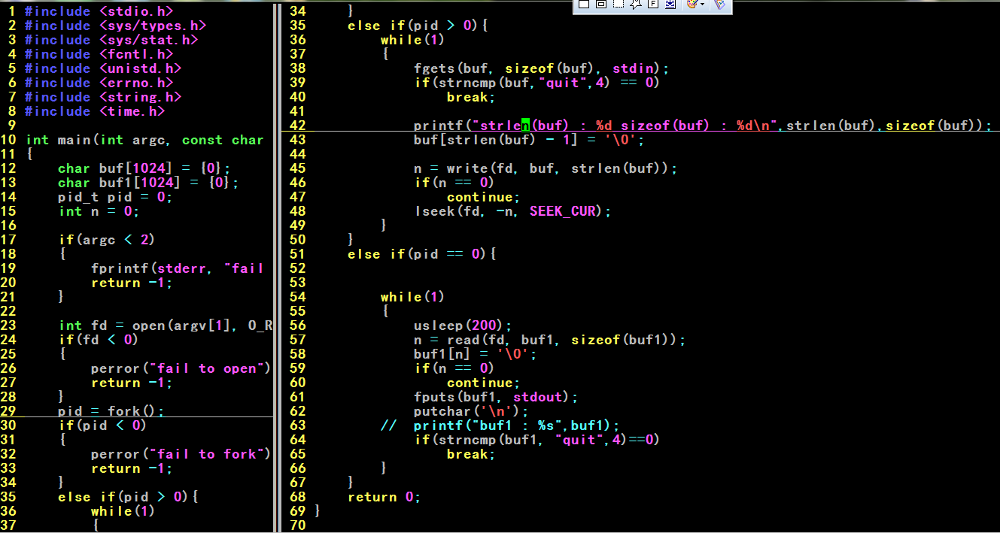 1 #include <stdio.h>
2 #include <sys/types.h>
3 #include <sys/stat.h>
4 #include <fcntl.h>
5 #include <unistd.h>
6 #include <errno.h>
7 #include <string.h>
8 #include <time.h>
9
10 int main(int argc, const char
11 {
12     char buf[1024] = {0};
13     char buf1[1024] = {0};
14     pid_t pid = 0;
15     int n = 0;
16
17     if(argc < 2)
18     {
19         fprintf(stderr, "fail
20         return -1;
21     }
22
23     int fd = open(argv[1], O_R
24     if(fd < 0)
25     {
26         perror("fail to open")
27         return -1;
28     }
29     pid = fork();
30     if(pid < 0)
31     {
32         perror("fail to fork")
33         return -1;
34     }
35     else if(pid > 0){
36         while(1)
37         {
34     }
35     else if(pid > 0){
36         while(1)
37         {
38             fgets(buf, sizeof(buf), stdin);
39             if(strncmp(buf,"quit",4) == 0)
40                 break;
41
42             printf("strlen(buf) : %d sizeof(buf) : %d\n",strlen(buf),sizeof(buf));
43             buf[strlen(buf) - 1] = '\0';
44
45             n = write(fd, buf, strlen(buf));
46             if(n == 0)
47                 continue;
48             lseek(fd, -n, SEEK_CUR);
49         }
50     }
51     else if(pid == 0){
52
53
54         while(1)
55         {
56             usleep(200);
57             n = read(fd, buf1, sizeof(buf1));
58             buf1[n] = '\0';
59             if(n == 0)
60                 continue;
61             fputs(buf1, stdout);
62             putchar('\n');
63         //  printf("buf1 : %s",buf1);
64             if(strncmp(buf1, "quit",4)==0)
65                 break;
66         }
67     }
68     return 0;
69 }
70